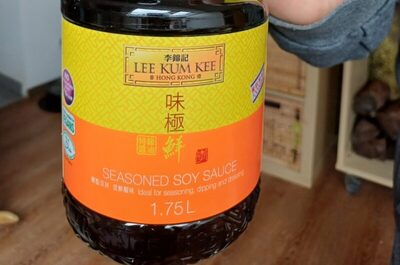 李錦記
LEE KUM KEE
HONG KONG
味
極
鮮
SEASONED SOY SAUCE
Ideal for seasoning, dipping and dressing
1.75L